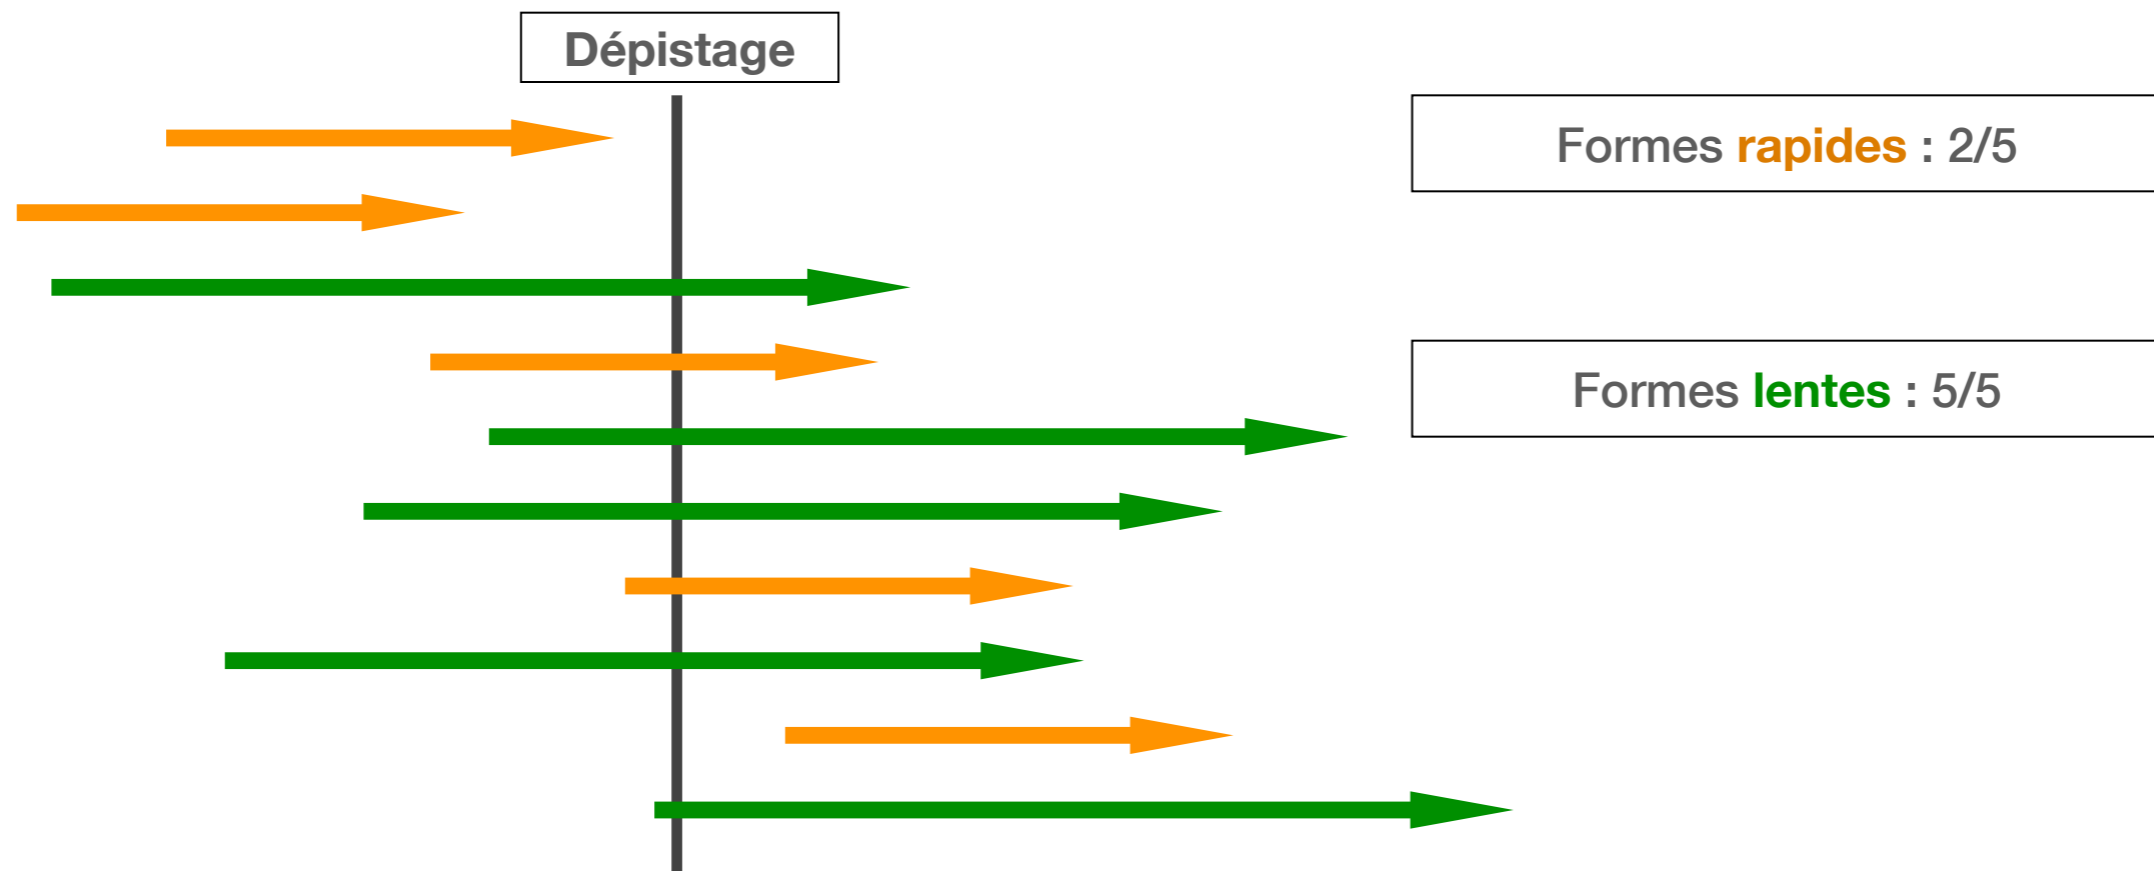 Dépistage
Formes rapides : 2/5
Formes lentes : 5/5